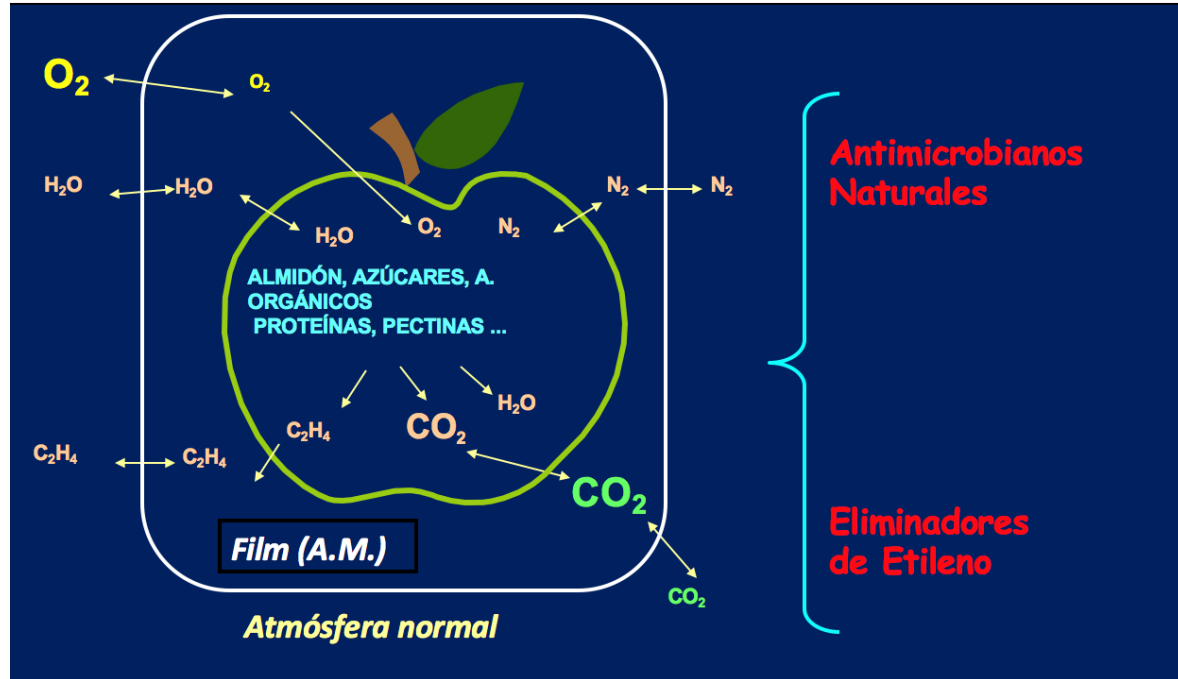 O₂
O₂
H₂O
H₂O
N₂
N₂
H₂O
O₂
N₂
ALMIDÓN, AZÚCARES, A.
ORGÁNICOS
PROTEÍNAS, PECTINAS ...
H₂O
C₂H₄
CO₂
C₂H₄
C₂H₄
CO₂
CO₂
Film (A.M.)
Atmósfera normal
Antimicrobianos
Naturales
Eliminadores
de Etileno